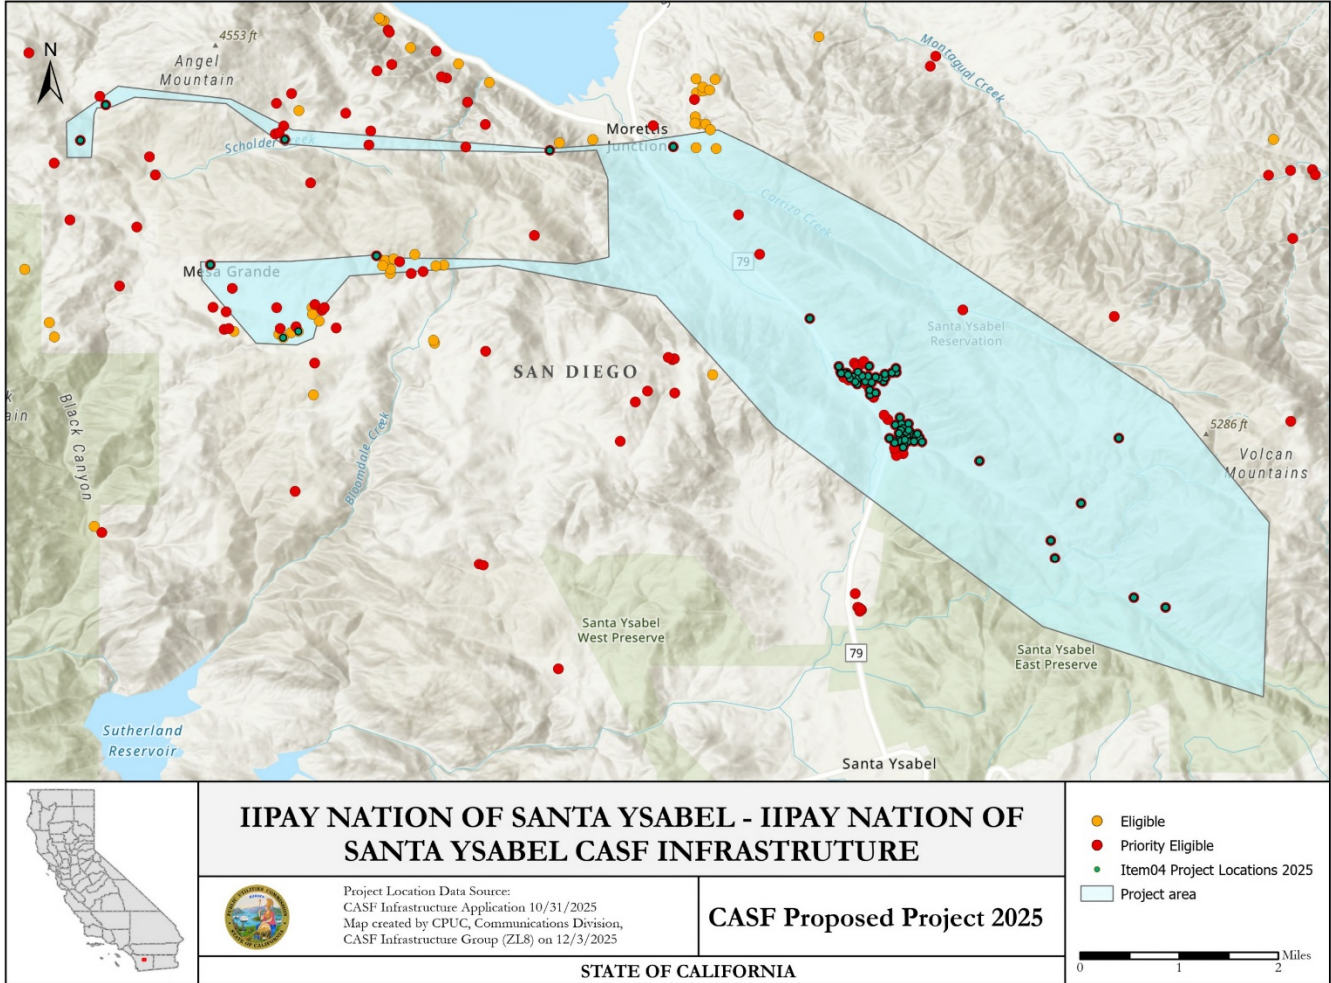 N
4553 ft
Angel
Mountain
Montagual Creek
Morettis
Junction
Scholder Creek
Carrizo Creek
79
Mesa Grande
Santa Ysabel
Reservation
SAN DIEGO
Black Canyon
Bloomdale Creek
5286 ft
Volcan
Mountains
Santa Ysabel
West Preserve
Santa Ysabel
East Preserve
79
Sutherland
Reservoir
Santa Ysabel
IIPAY NATION OF SANTA YSABEL - IIPAY NATION OF
SANTA YSABEL CASF INFRASTRUTURE
Project Location Data Source:
CASF Infrastructure Application 10/31/2025
Map created by CPUC, Communications Division,
CASF Infrastructure Group (ZL8) on 12/3/2025
CASF Proposed Project 2025
STATE OF CALIFORNIA
Eligible
Priority Eligible
Item04 Project Locations 2025
Project area
Miles
0 1 2